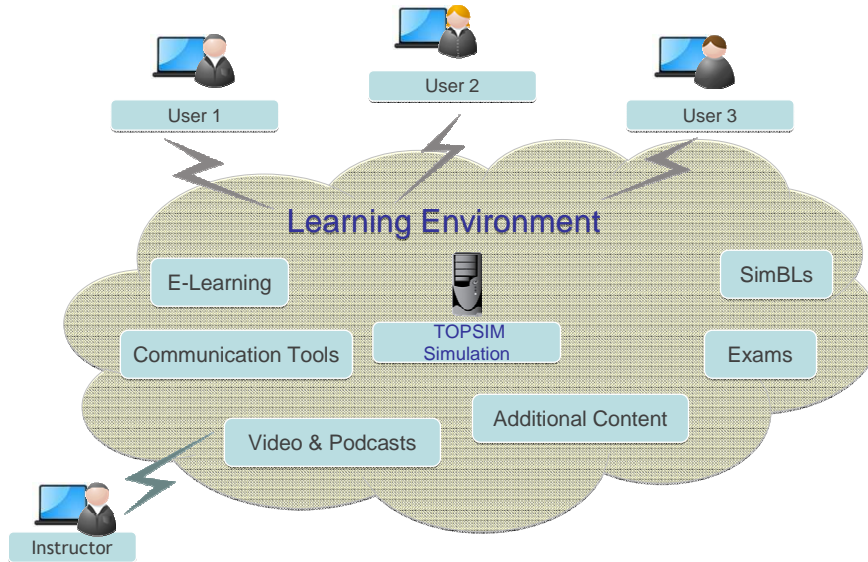 User 1
User 2
User 3
Learning Environment
E-Learning
SimBLs
TOPSIM
Simulation
Communication Tools
Exams
Additional Content
Video & Podcasts
Instructor